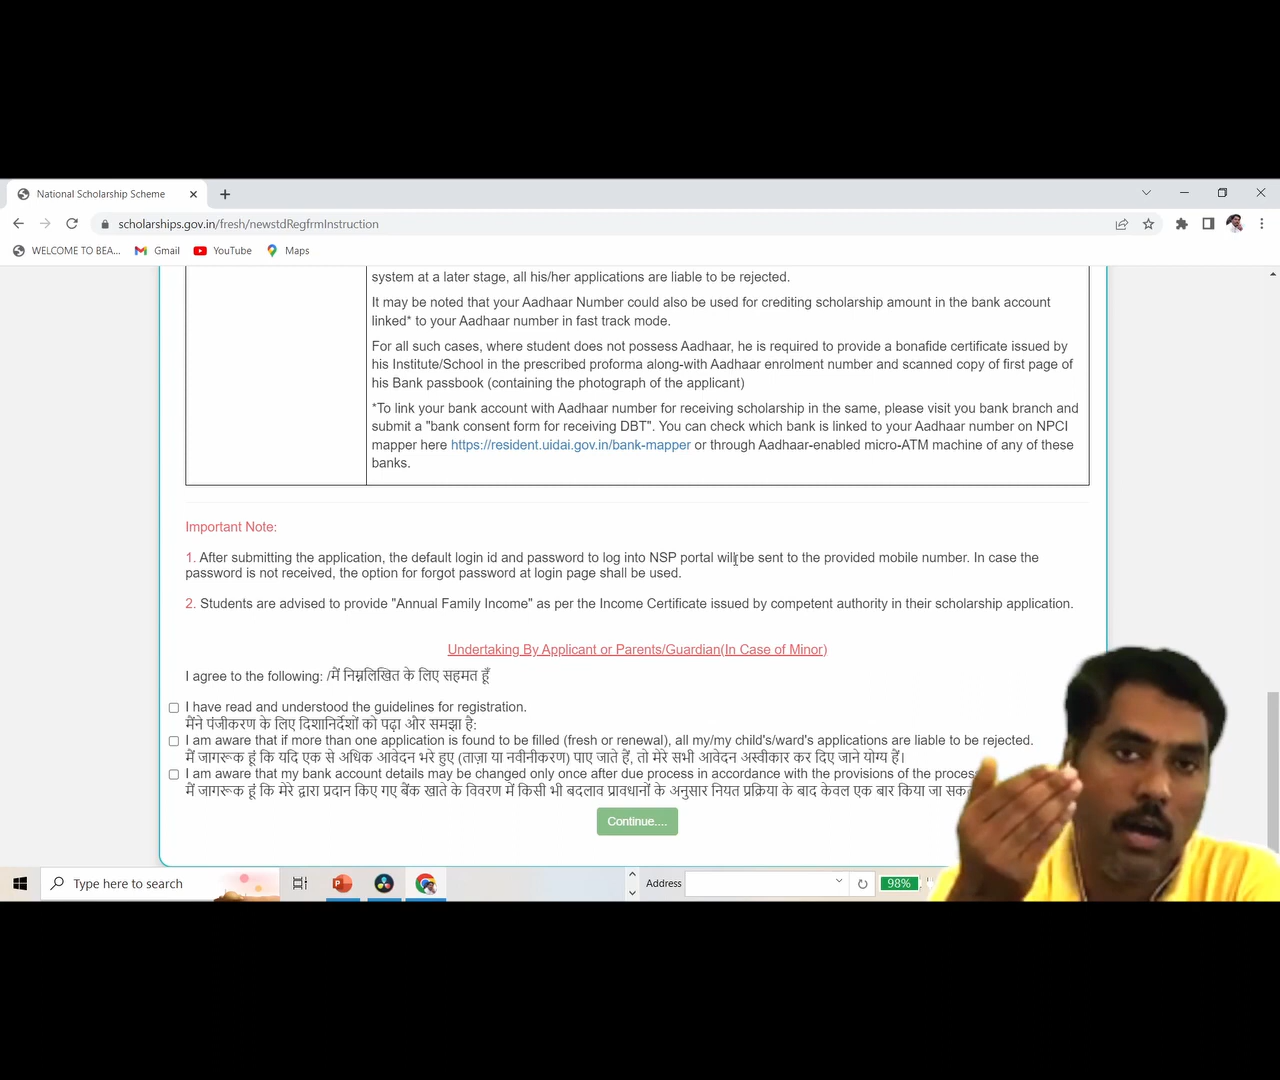 National Scholarship Scheme
scholarships.gov.in/fresh/newstdRegfrmInstruction
WELCOME TO BEA... Gmail YouTube Maps
system at a later stage, all his/her applications are liable to be rejected.
It may be noted that your Aadhaar Number could also be used for crediting scholarship amount in the bank account
linked* to your Aadhaar number in fast track mode.
For all such cases, where student does not possess Aadhaar, he is required to provide a bonafide certificate issued by
his Institute/School in the prescribed proforma along-with Aadhaar enrolment number and scanned copy of first page of
his Bank passbook (containing the photograph of the applicant)
*To link your bank account with Aadhaar number for receiving scholarship in the same, please visit you bank branch and
submit a "bank consent form for receiving DBT". You can check which bank is linked to your Aadhaar number on NPCI
mapper here https://resident.uidai.gov.in/bank-mapper or through Aadhaar-enabled micro-ATM machine of any of these
banks.
Important Note:
1. After submitting the application, the default login id and password to log into NSP portal will be sent to the provided mobile number. In case the
password is not received, the option for forgot password at login page shall be used.
2. Students are advised to provide "Annual Family Income" as per the Income Certificate issued by competent authority in their scholarship application.
Undertaking By Applicant or Parents/Guardian(In Case of Minor)
I agree to the following: /में निम्नलिखित के लिए सहमत हूँ
I have read and understood the guidelines for registration.
मैंने पंजीकरण के लिए दिशानिर्देशों को पढ़ा और समझा है:
I am aware that if more than one application is found to be filled (fresh or renewal), all my/my child's/ward's applications are liable to be rejected.
में जागरूक हूं कि यदि एक से अधिक आवेदन भरे हुए (ताज़ा या नवीनीकरण) पाए जाते हैं, तो मेरे सभी आवेदन अस्वीकार कर दिए जाने योग्य हैं।
I am aware that my bank account details may be changed only once after due process in accordance with the provisions of the process
में जागरूक हूं कि मेरे द्वारा प्रदान किए गए बैंक खाते के विवरण में किसी भी बदलाव प्रावधानों के अनुसार नियत प्रक्रिया के बाद केवल एक बार किया जा
Continue....
Type here to search
Address
98%